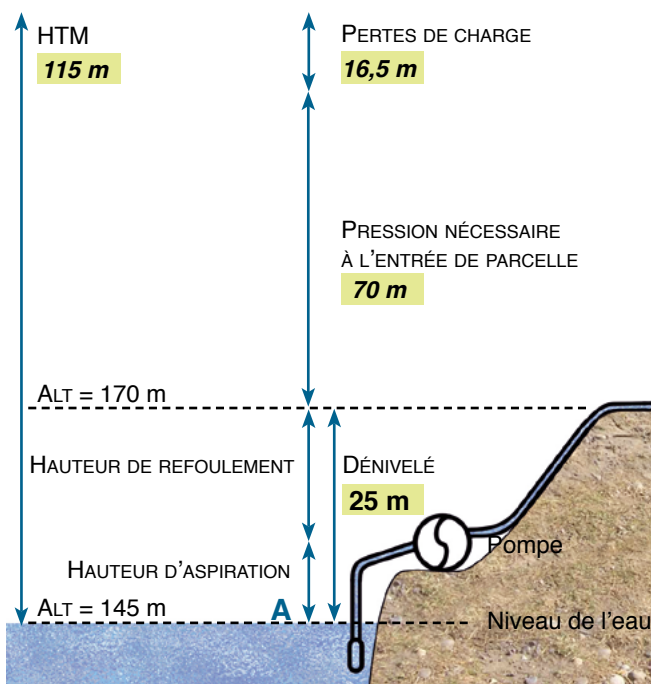 HTM
115 m
PERTES DE CHARGE
16,5 m
PRESSION NÉCESSAIRE
À L'ENTRÉE DE PARCELLE
70 m
ALT = 170 m
HAUTEUR DE REFOULEMENT
DÉNIVELÉ
25 m
Pompe
HAUTEUR D'ASPIRATION
ALT = 145 m
A
Niveau de l'eau